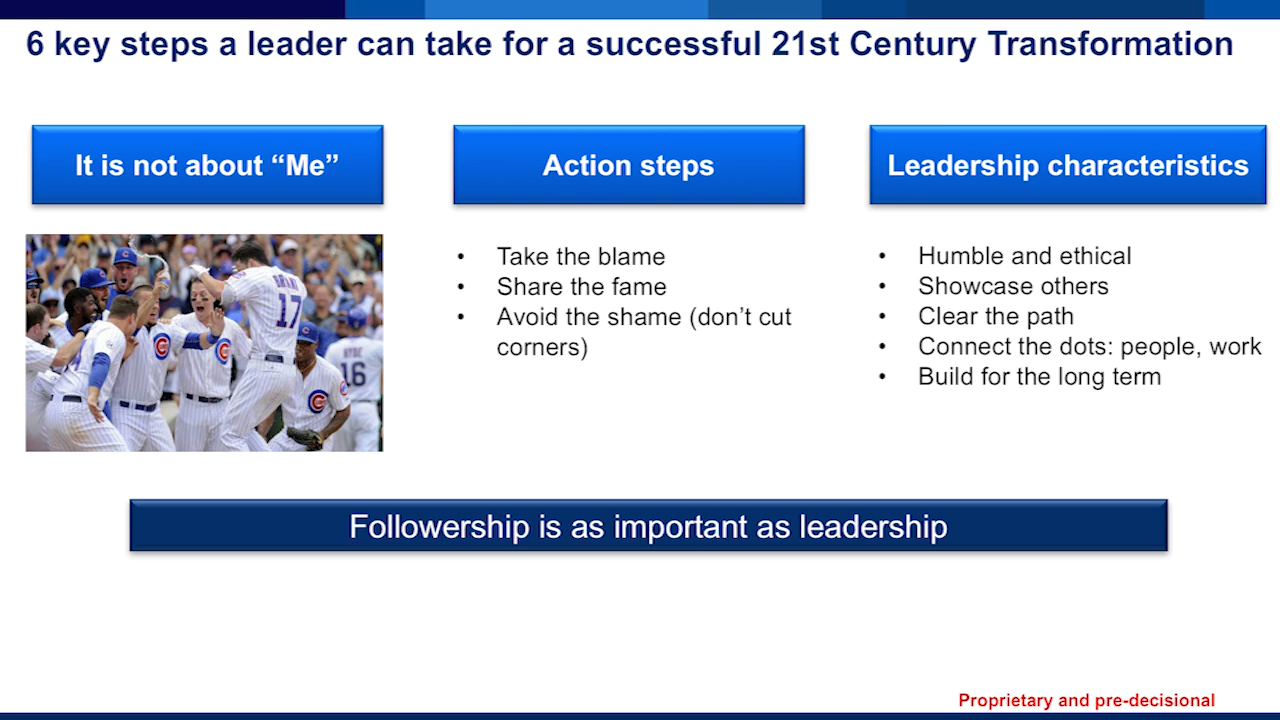 6 key steps a leader can take for a successful 21st Century Transformation
It is not about “Me”
Action steps
Leadership characteristics
BRYANT
17
16
C
• Take the blame
• Share the fame
• Avoid the shame (don’t cut
corners)
• Humble and ethical
• Showcase others
• Clear the path
• Connect the dots: people, work
• Build for the long term
Followership is as important as leadership
Proprietary and pre-decisional